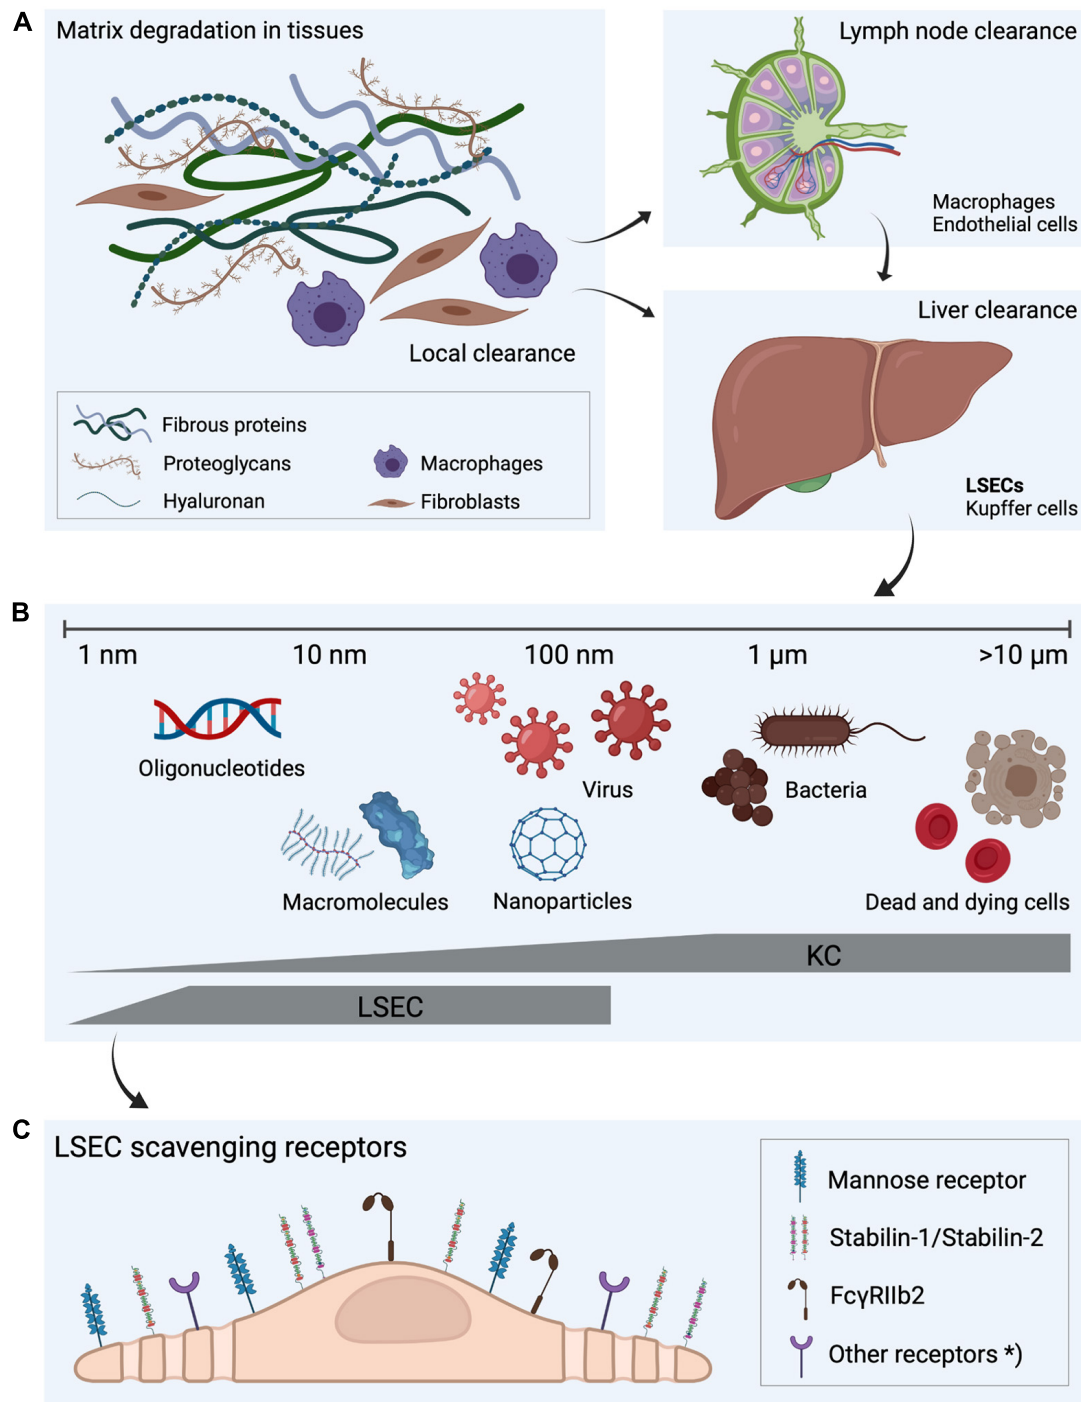 A
Matrix degradation in tissues
Local clearance
Fibrous proteins
Proteoglycans
Hyaluronan
Macrophages
Fibroblasts
Lymph node clearance
Macrophages
Endothelial cells
Liver clearance
LSECs
Kupffer cells
B
1 nm 10 nm 100 nm 1 µm >10 µm
Oligonucleotides
Virus
Bacteria
Macromolecules
Nanoparticles
Dead and dying cells
KC
LSEC
C
LSEC scavenging receptors
Mannose receptor
Stabilin-1/Stabilin-2
FcγRIIb2
Other receptors *)